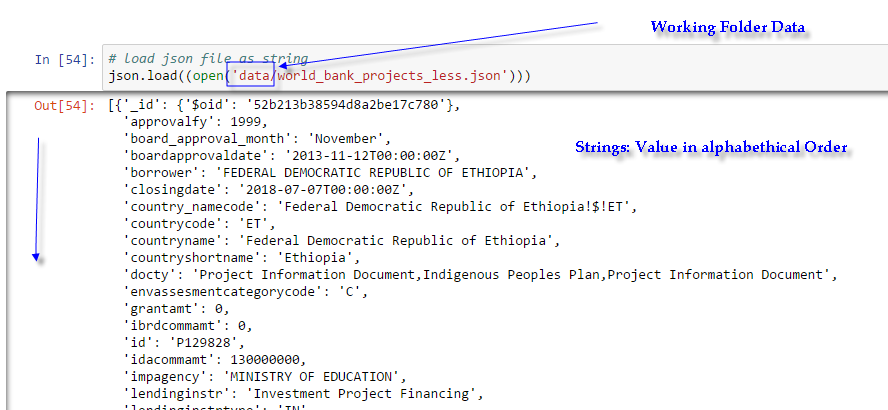 Working Folder Data
In [54]: # load json file as string
json.load((open('data/world_bank_projects_less.json')))
Out[54]: [{'_id': {'$oid': '52b213b38594d8a2be17c780'},
'approvalfy': 1999,
'board_approval_month': 'November',
'boardapprovaldate': '2013-11-12T00:00:00Z',
Strings: Value in alphabethical Order
'borrower': 'FEDERAL DEMOCRATIC REPUBLIC OF ETHIOPIA',
'closingdate': '2018-07-07T00:00:00Z',
'country_namecode': 'Federal Democratic Republic of Ethiopia!$!ET',
'countrycode': 'ET',
'countryname': 'Federal Democratic Republic of Ethiopia',
'countryshortname': 'Ethiopia',
'docty': 'Project Information Document,Indigenous Peoples Plan,Project Information Document',
'envassesmentcategorycode': 'C',
'grantamt': 0,
'ibrdcommamt': 0,
'id': 'P129828',
'idacommamt': 130000000,
'impagency': 'MINISTRY OF EDUCATION',
'lendinginstr': 'Investment Project Financing',
'lendinginstrtype': 'IN',